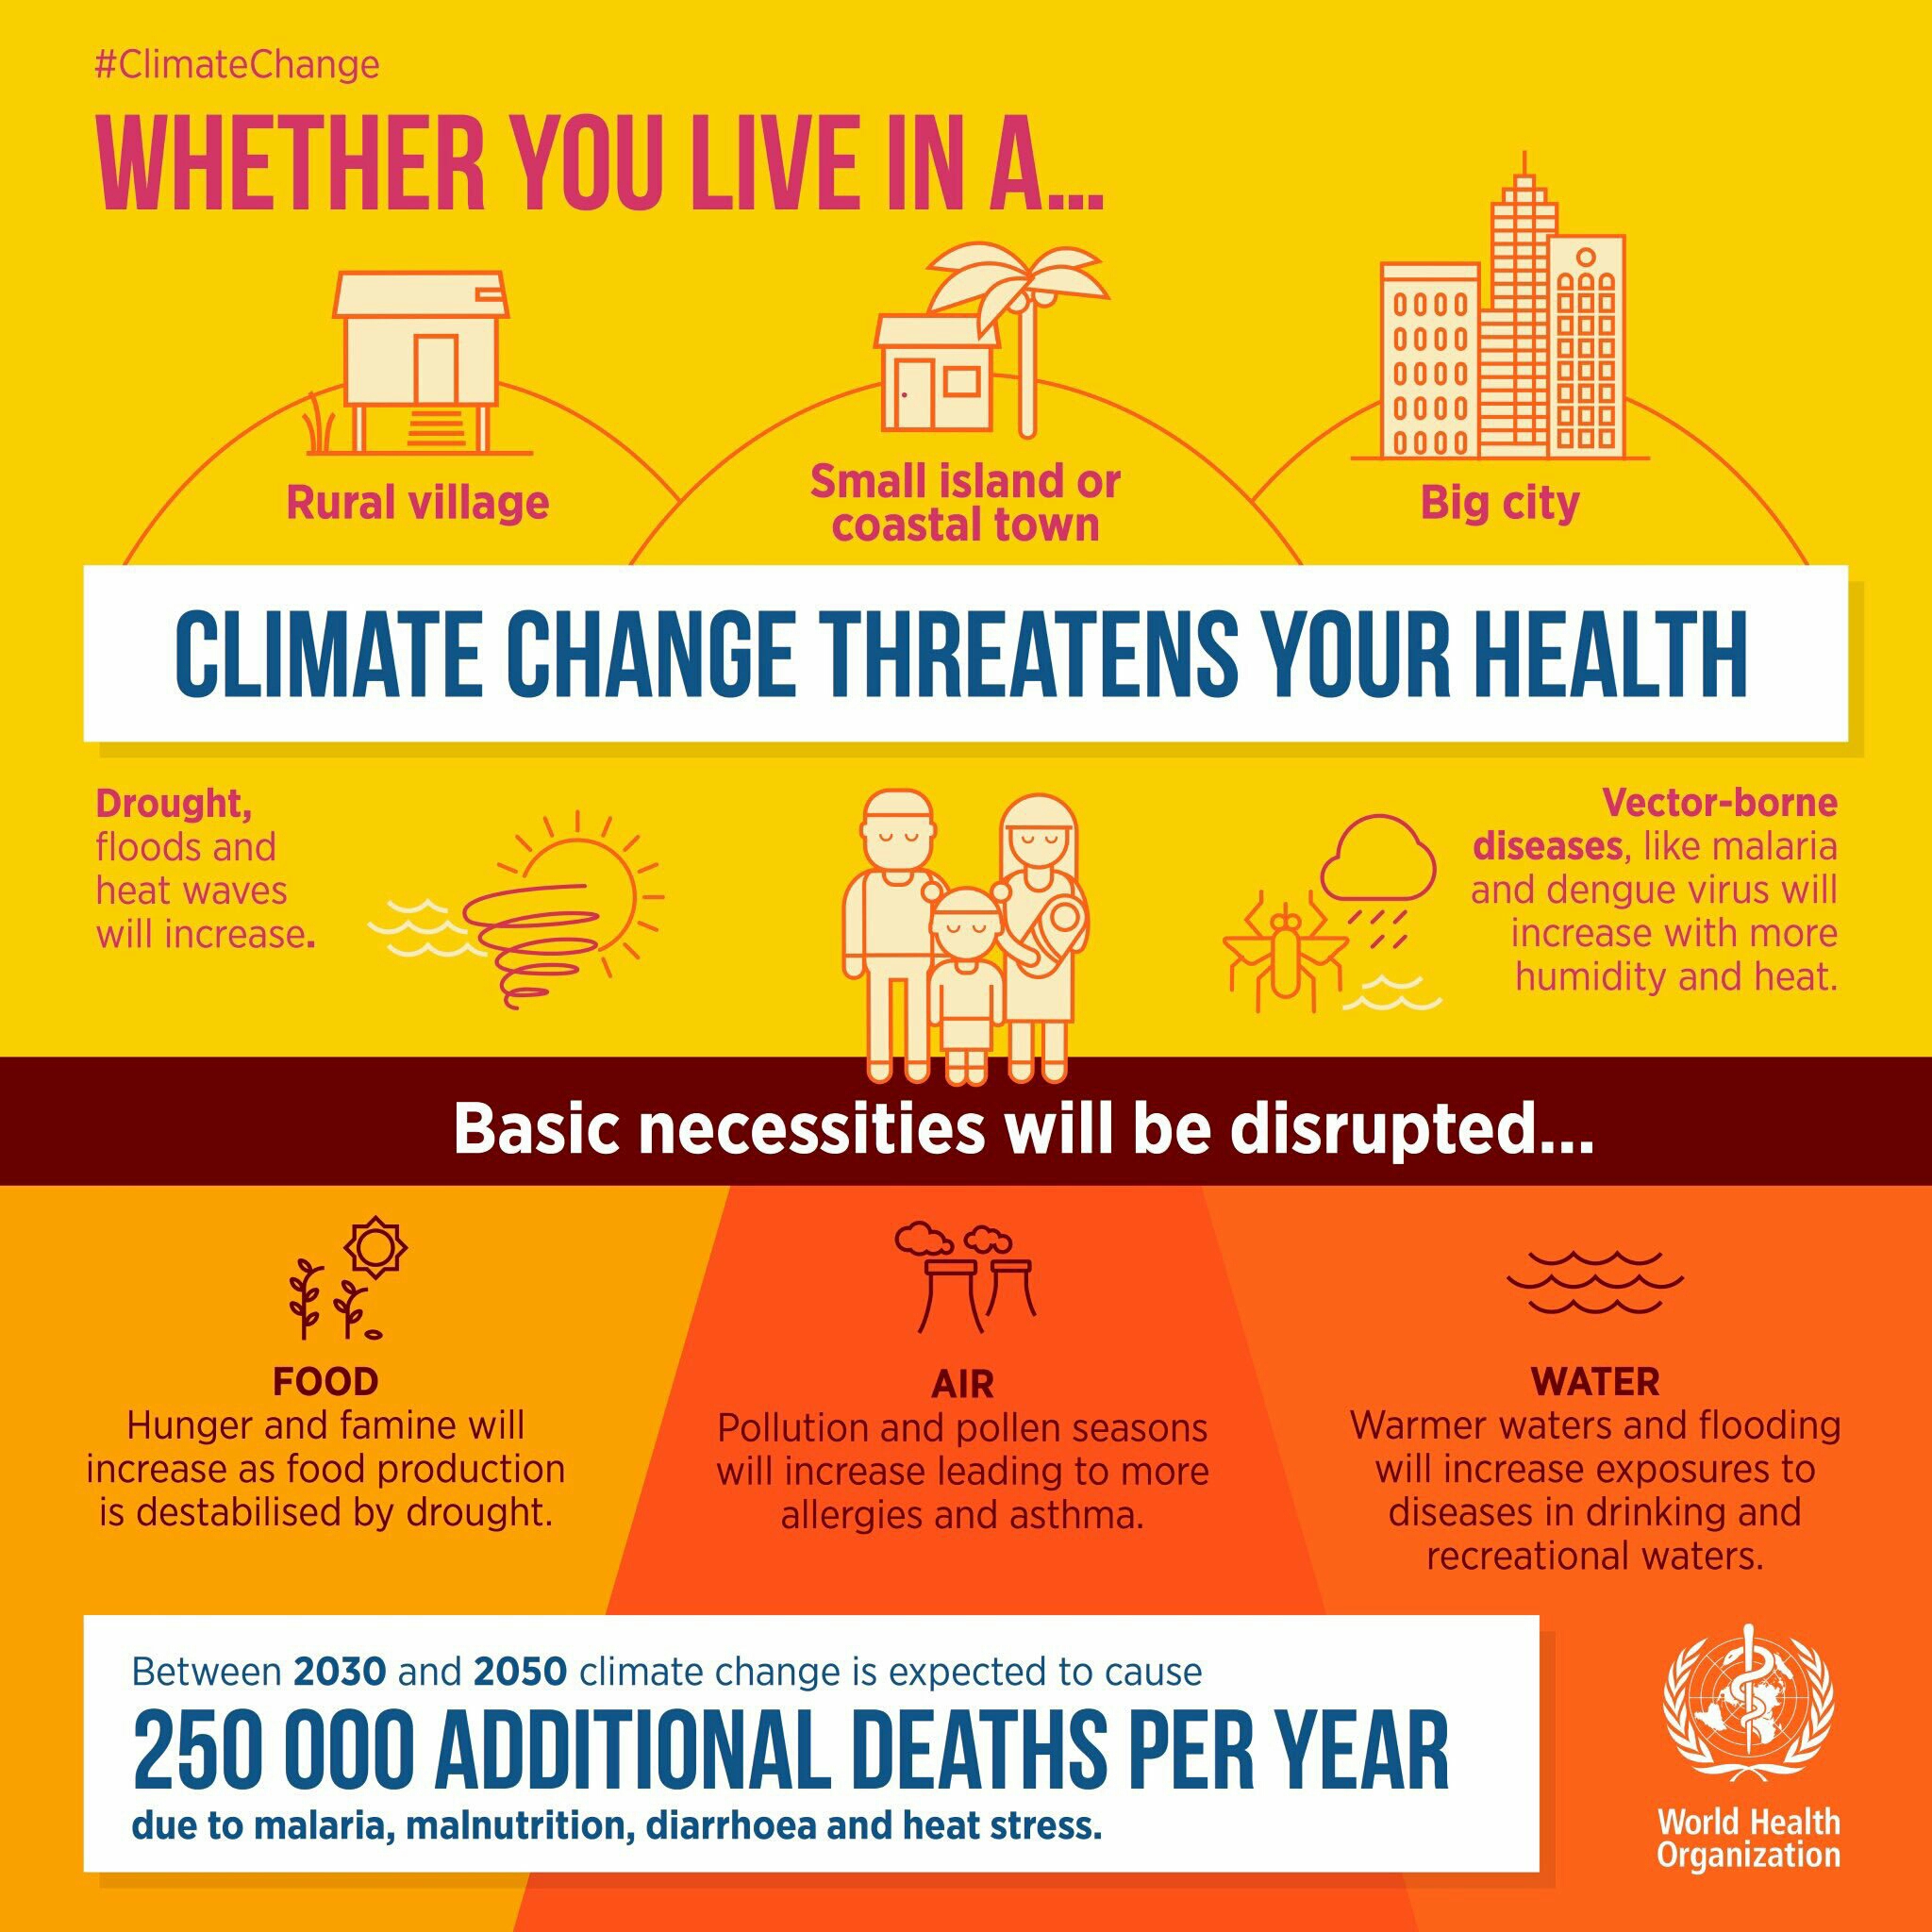 #ClimateChange
WHETHER YOU LIVE IN A...
Rural village
Small island or
coastal town
Big city
CLIMATE CHANGE THREATENS YOUR HEALTH
Drought,
floods and
heat waves
will increase.
Vector-borne
diseases, like malaria
and dengue virus will
increase with more
humidity and heat.
Basic necessities will be disrupted...
FOOD
Hunger and famine will
increase as food production
is destabilised by drought.
AIR
Pollution and pollen seasons
will increase leading to more
allergies and asthma.
WATER
Warmer waters and flooding
will increase exposures to
diseases in drinking and
recreational waters.
Between 2030 and 2050 climate change is expected to cause
250 000 ADDITIONAL DEATHS PER YEAR
due to malaria, malnutrition, diarrhoea and heat stress.
World Health
Organization